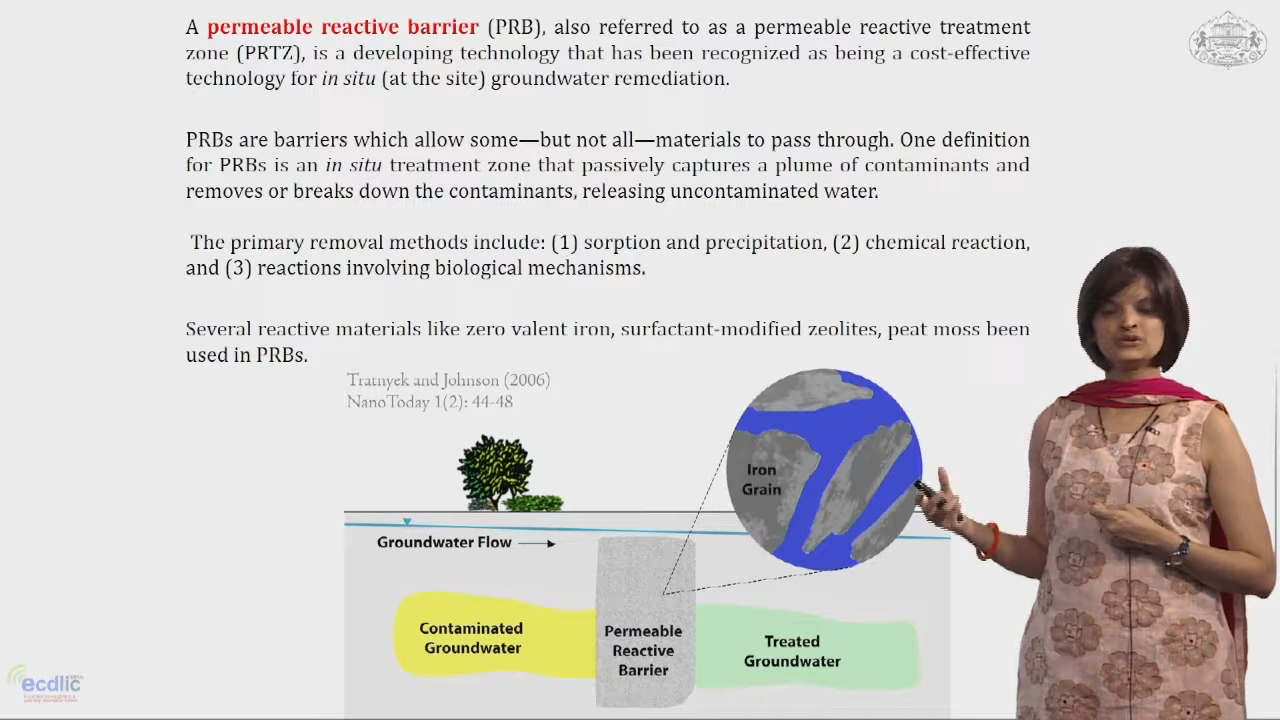 A permeable reactive barrier (PRB), also referred to as a permeable reactive treatment
zone (PRTZ), is a developing technology that has been recognized as being a cost-effective
technology for in situ (at the site) groundwater remediation.
PRBs are barriers which allow some—but not all—materials to pass through. One definition
for PRBs is an in situ treatment zone that passively captures a plume of contaminants and
removes or breaks down the contaminants, releasing uncontaminated water.
The primary removal methods include: (1) sorption and precipitation, (2) chemical reaction,
and (3) reactions involving biological mechanisms.
Several reactive materials like zero valent iron, surfactant-modified zeolites, peat moss been
used in PRBs.
Tratnyek and Johnson (2006)
NanoToday 1(2): 44-48
Iron
Grain
Groundwater Flow
Contaminated
Groundwater
Permeable
Reactive
Barrier
Treated
Groundwater
ecdlic